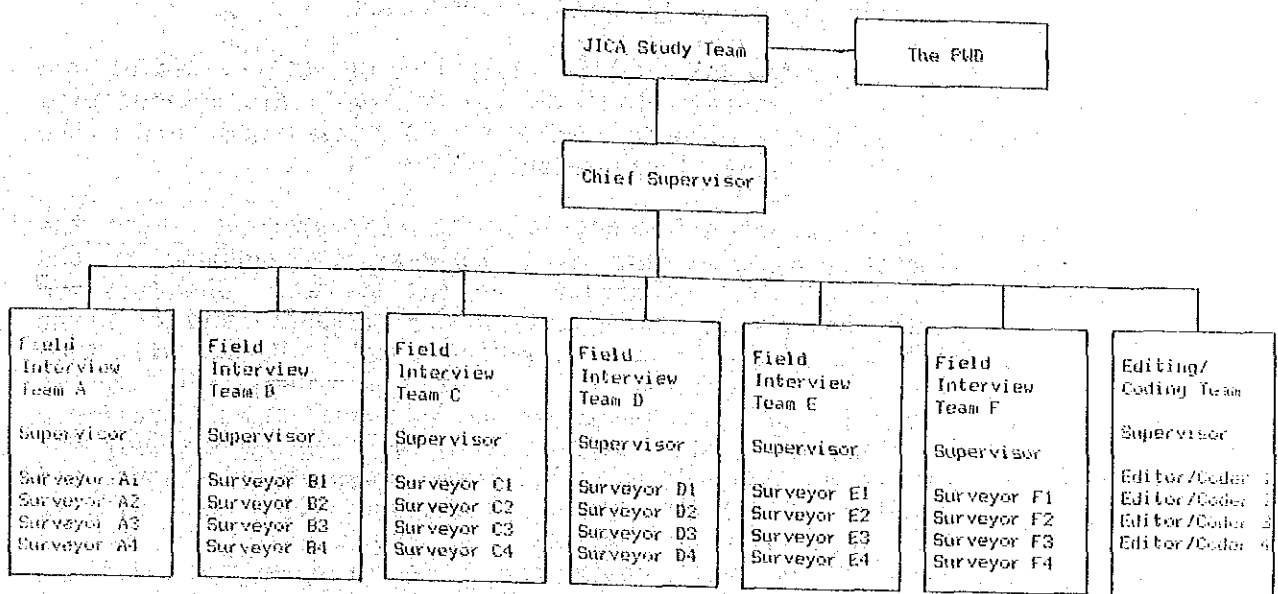 JICA Study Team
The PWD
Chief Supervisor
Field
Interview
Team A
Supervisor
Surveyor A1
Surveyor A2
Surveyor A3
Surveyor A4
Field
Interview
Team B
Supervisor
Surveyor B1
Surveyor B2
Surveyor B3
Surveyor B4
Field
Interview
Team C
Supervisor
Surveyor C1
Surveyor C2
Surveyor C3
Surveyor C4
Field
Interview
Team D
Supervisor
Surveyor D1
Surveyor D2
Surveyor D3
Surveyor D4
Field
Interview
Team E
Supervisor
Surveyor E1
Surveyor E2
Surveyor E3
Surveyor E4
Field
Interview
Team F
Supervisor
Surveyor F1
Surveyor F2
Surveyor F3
Surveyor F4
Editing/
Coding Team
Supervisor
Editor/Coder 1
Editor/Coder 2
Editor/Coder 3
Editor/Coder 4